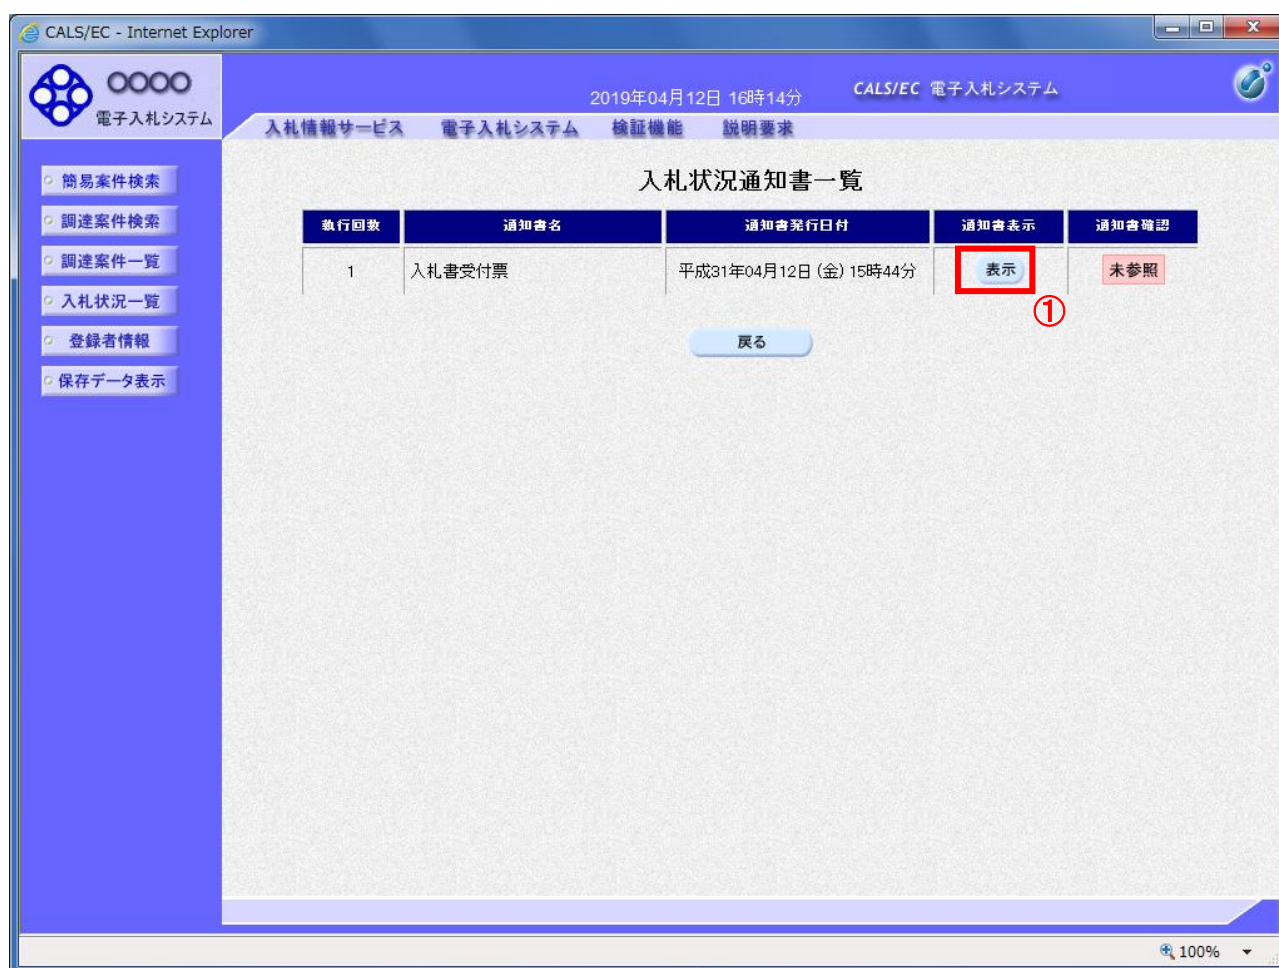 CALS/EC - Internet Explorer
〇〇〇〇
電子入札システム
2019年04月12日 16時14分
CALS/EC 電子入札システム
入札情報サービス 電子入札システム 検証機能 説明要求
簡易案件検索
調達案件検索
調達案件一覧
入札状況一覧
登録者情報
保存データ表示
入札状況通知書一覧
執行回数 通知書名 通知書発行日付 通知書表示 通知書確認
1 入札書受付票 平成31年04月12日 (金) 15時44分 表示 未参照
①
戻る
100%